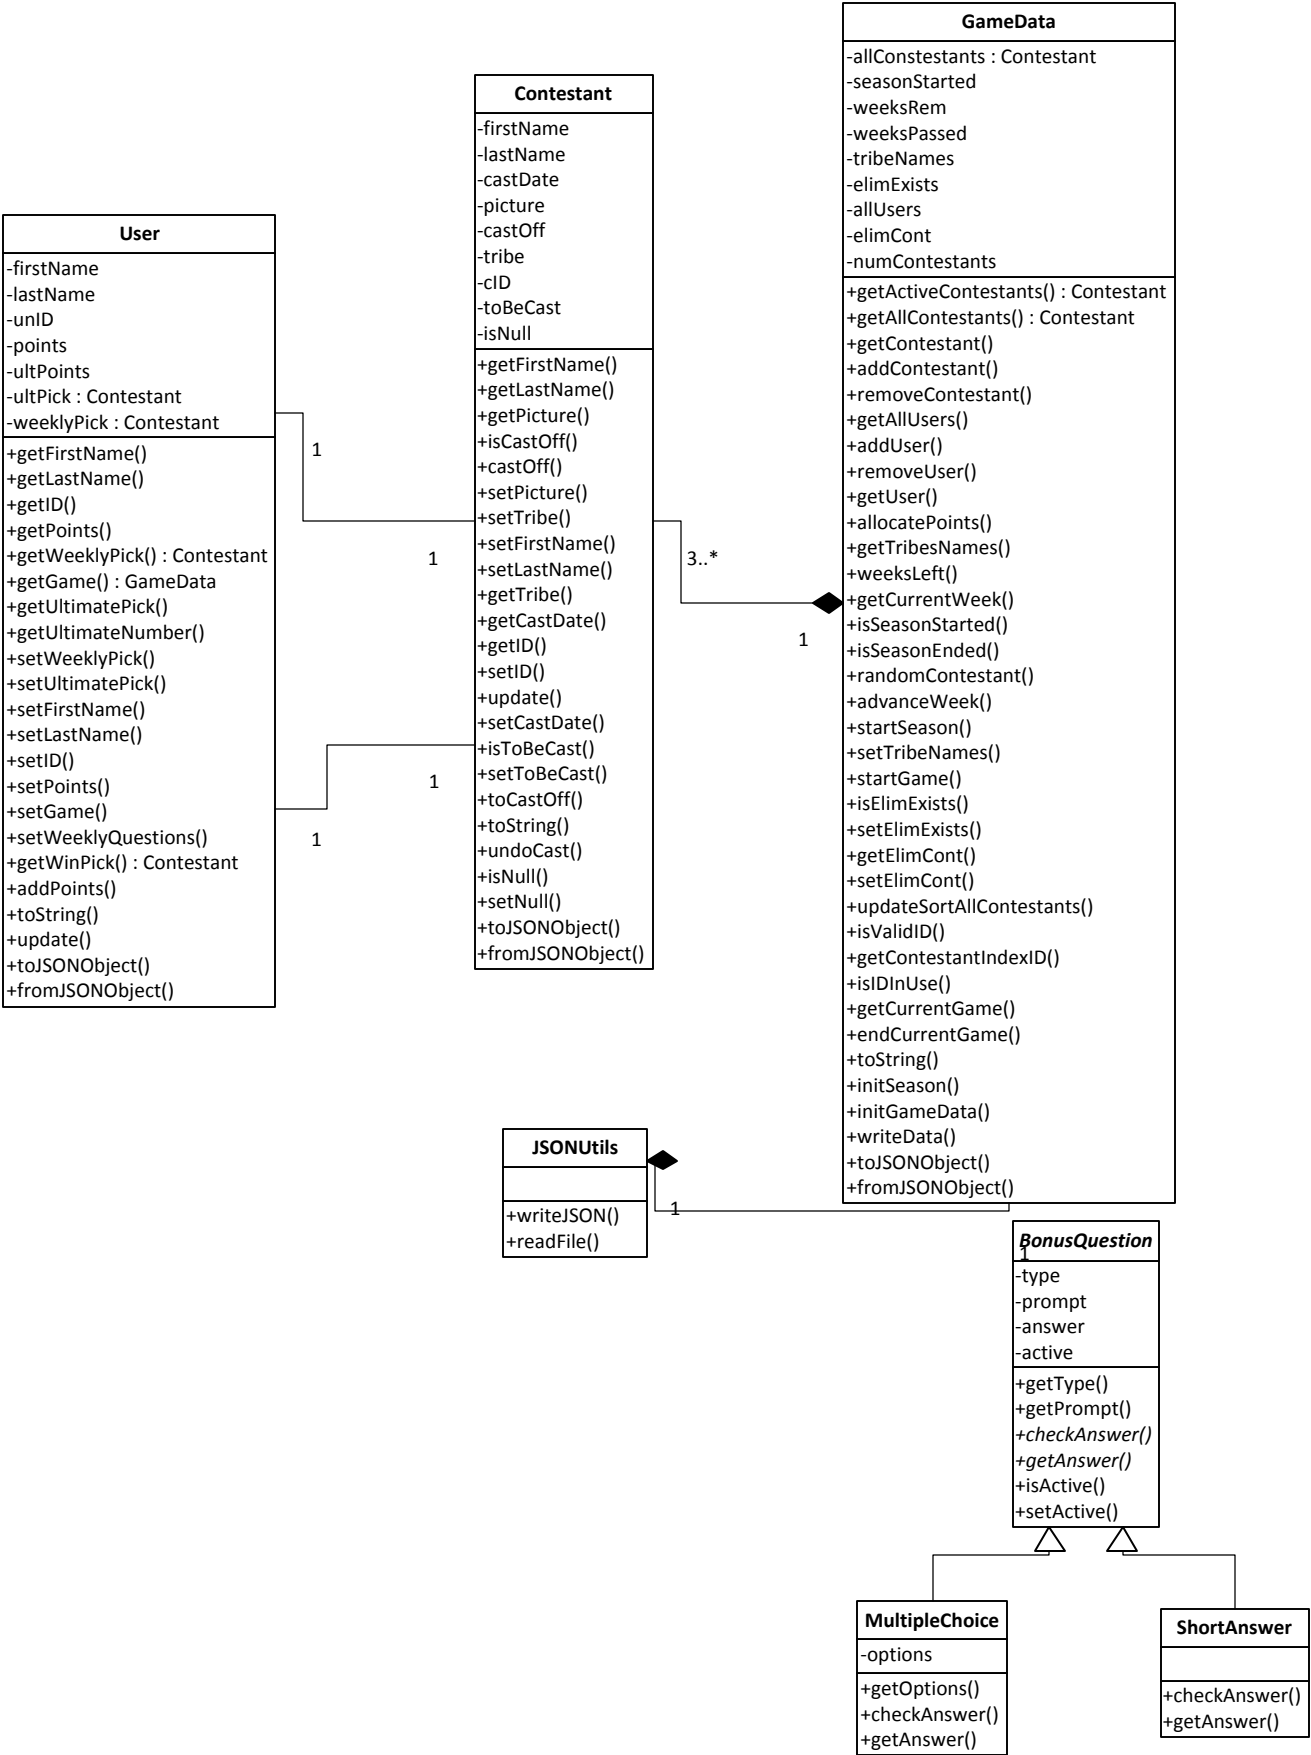 User
-firstName
-lastName
-unID
-points
-ultPoints
-ultPick : Contestant
-weeklyPick : Contestant
+getFirstName()
+getLastName()
+getID()
+getPoints()
+getWeeklyPick() : Contestant
+getGame() : GameData
+getUltimatePick()
+getUltimateNumber()
+setWeeklyPick()
+setUltimatePick()
+setFirstName()
+setLastName()
+setID()
+setPoints()
+setGame()
+setWeeklyQuestions()
+getWinPick() : Contestant
+addPoints()
+toString()
+update()
+toJSONObject()
+fromJSONObject()
1
1
1
1
Contestant
-firstName
-lastName
-castDate
-picture
-castOff
-tribe
-cID
-toBeCast
-isNull
+getFirstName()
+getLastName()
+getPicture()
+isCastOff()
+castOff()
+setPicture()
+setTribe()
+setFirstName()
+setLastName()
+getTribe()
+getCastDate()
+getID()
+setID()
+update()
+setCastDate()
+isToBeCast()
+setToBeCast()
+toCastOff()
+toString()
+undoCast()
+isNull()
+setNull()
+toJSONObject()
+fromJSONObject()
3..*
1
GameData
-allConstestants : Contestant
-seasonStarted
-weeksRem
-weeksPassed
-tribeNames
-elimExists
-allUsers
-elimCont
-numContestants
+getActiveContestants() : Contestant
+getAllContestants() : Contestant
+getContestant()
+addContestant()
+removeContestant()
+getAllUsers()
+addUser()
+removeUser()
+getUser()
+allocatePoints()
+getTribesNames()
+weeksLeft()
+getCurrentWeek()
+isSeasonStarted()
+isSeasonEnded()
+randomContestant()
+advanceWeek()
+startSeason()
+setTribeNames()
+startGame()
+isElimExists()
+setElimExists()
+getElimCont()
+setElimCont()
+updateSortAllContestants()
+isValidID()
+getContestantIndexID()
+isIDInUse()
+getCurrentGame()
+endCurrentGame()
+toString()
+initSeason()
+initGameData()
+writeData()
+toJSONObject()
+fromJSONObject()
JSONUtils
+writeJSON()
+readFile()
1
1
BonusQuestion
-type
-prompt
-answer
-active
+getType()
+getPrompt()
+checkAnswer()
+getAnswer()
+isActive()
+setActive()
MultipleChoice
-options
+getOptions()
+checkAnswer()
+getAnswer()
ShortAnswer
+checkAnswer()
+getAnswer()